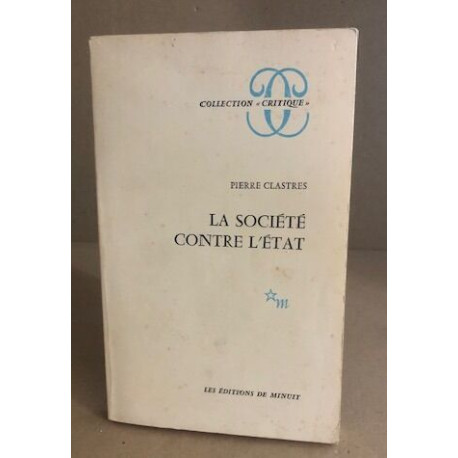 COLLECTION « CRITIQUE »
PIERRE CLASTRES
LA SOCIÉTÉ
CONTRE L'ÉTAT
m
LES ÉDITIONS DE MINUIT